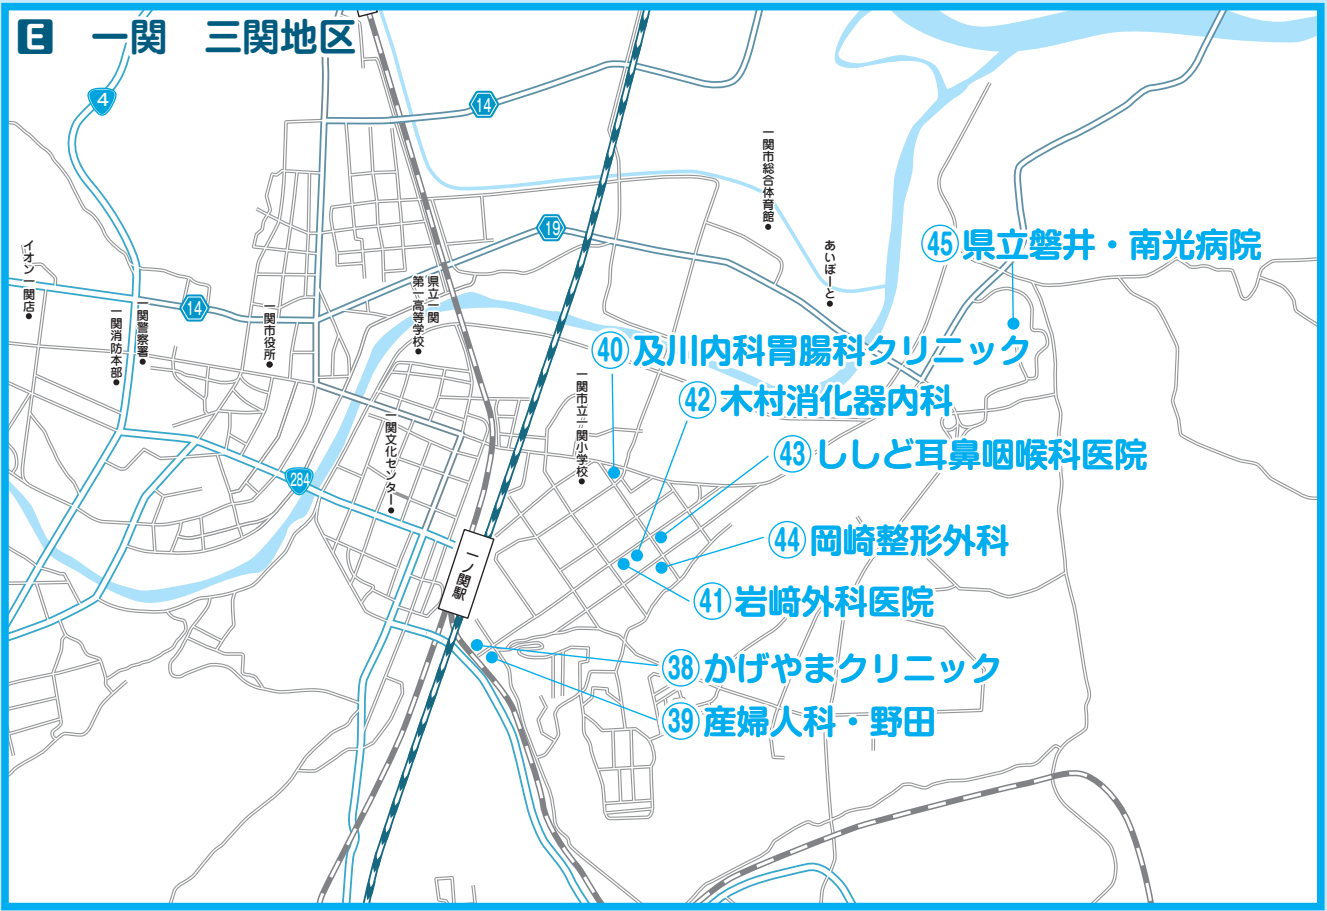 E 一関 三関地区
4
14
19
14
284
イオン一関店
一関消防本部
一関警察署
一関市役所
県立一関
第一高等学校
一関文化センター
一関市立一関小学校
一関市総合体育館
あいぽーと
一ノ関駅
㊺県立磐井・南光病院
㊵及川内科胃腸科クリニック
㊷木村消化器内科
㊸ししど耳鼻咽喉科医院
㊹岡崎整形外科
㊶岩﨑外科医院
㊳かげやまクリニック
㊴産婦人科・野田